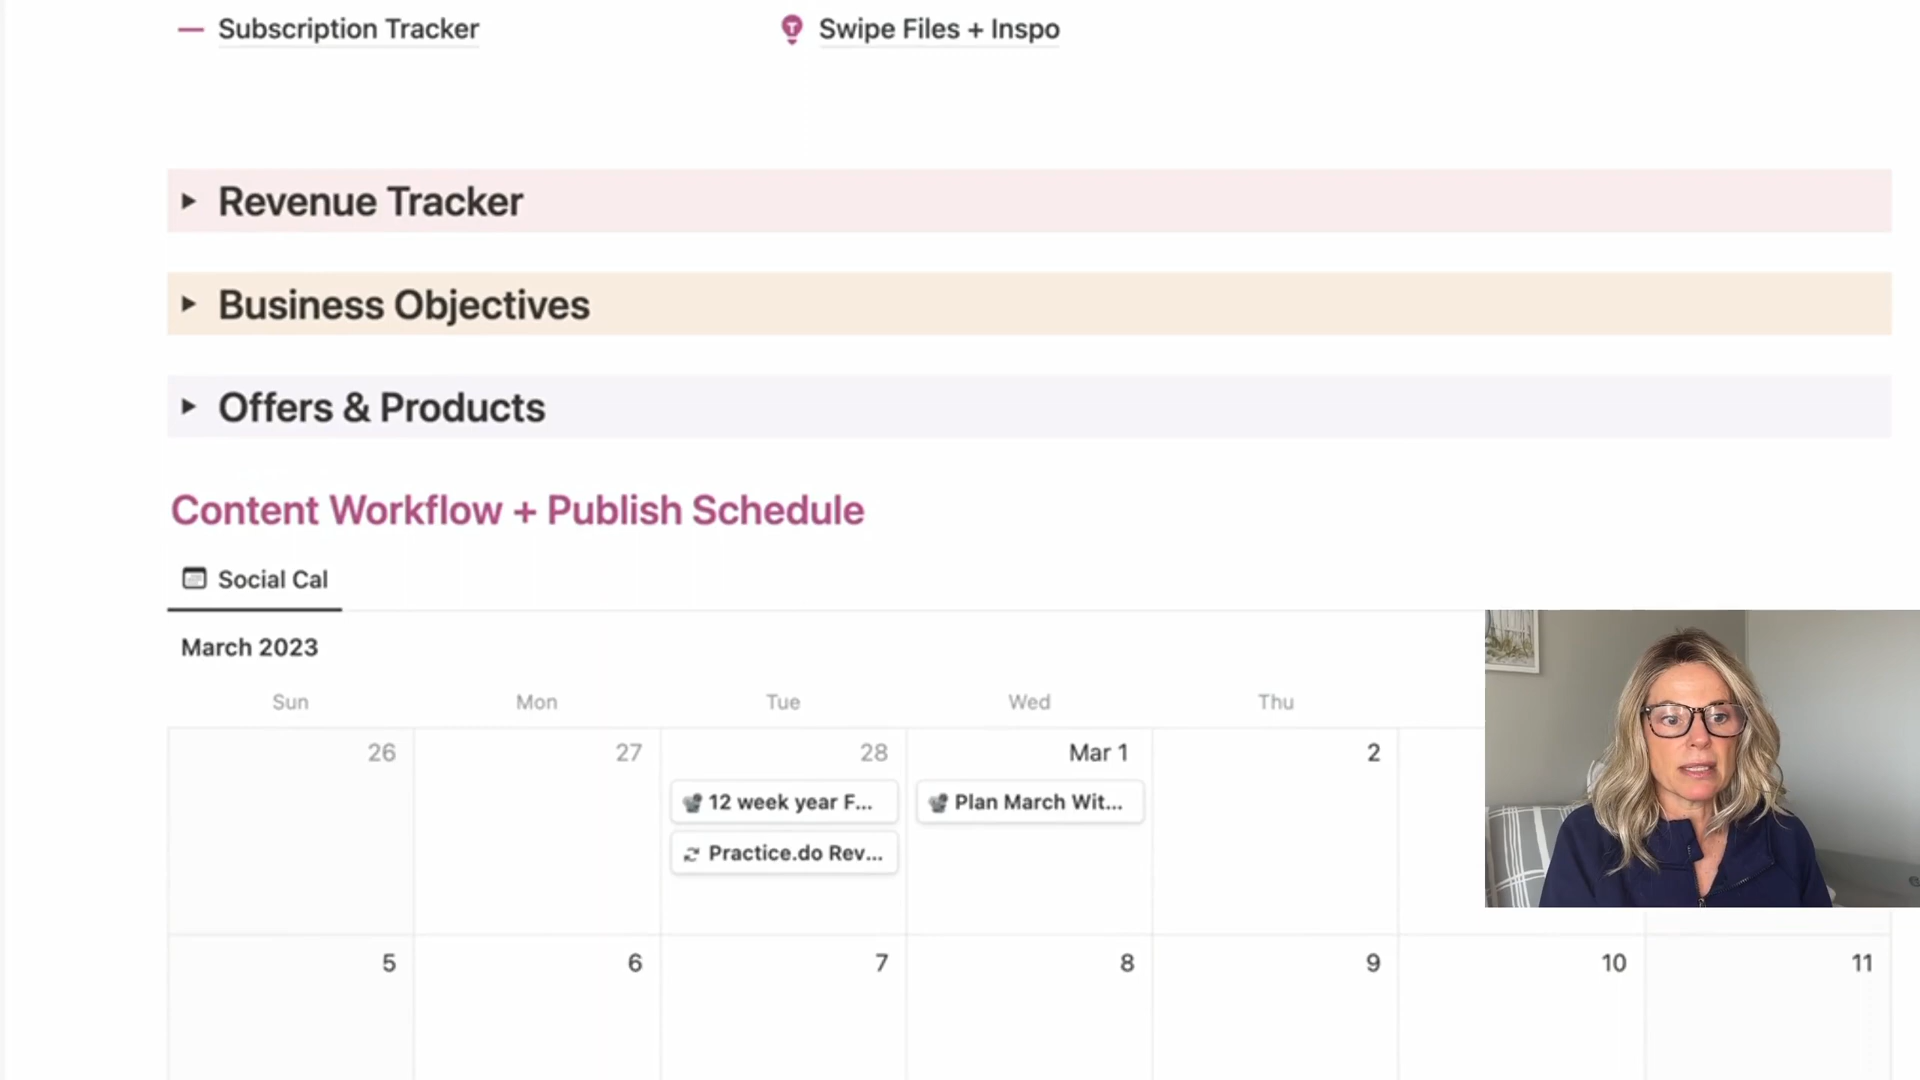 Subscription Tracker
Swipe Files + Inspo
Revenue Tracker
Business Objectives
Offers & Products
Content Workflow + Publish Schedule
Social Cal
March 2023
Sun Mon Tue Wed Thu
26 27 28 Mar 1 2
12 week year F... Plan March Wit...
Practice.do Rev...
5 6 7 8 9 10 11